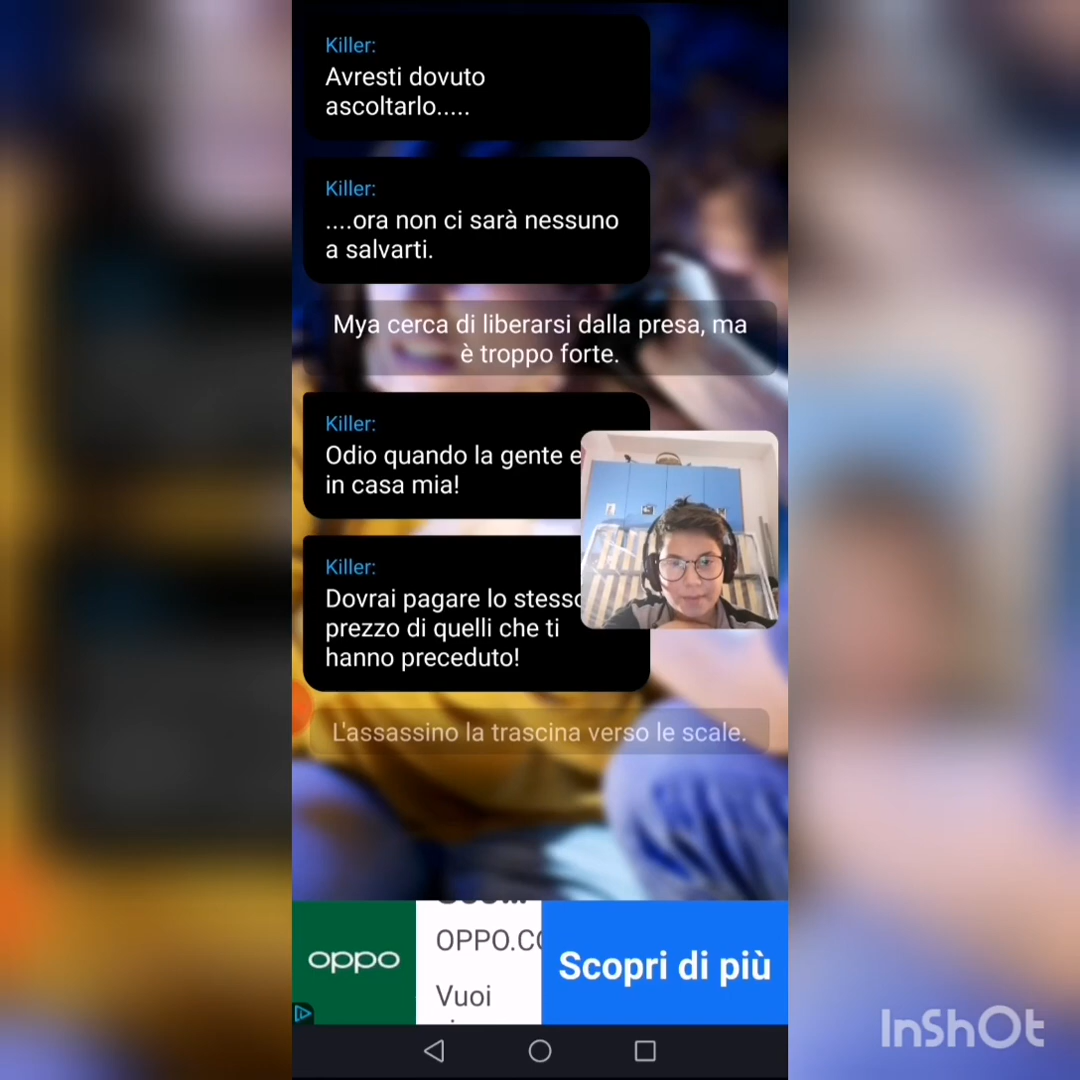 Killer:
Avresti dovuto
ascoltarlo.....
Killer:
....ora non ci sarà nessuno
a salvarti.
Mya cerca di liberarsi dalla presa, ma
è troppo forte.
Killer:
Odio quando la gente
in casa mia!
Killer:
Dovrai pagare lo stesso
prezzo di quelli che ti
hanno preceduto!
L'assassino la trascina verso le scale.
oppo
OPPO.CO
Vuoi
Scopri di più
InShOt